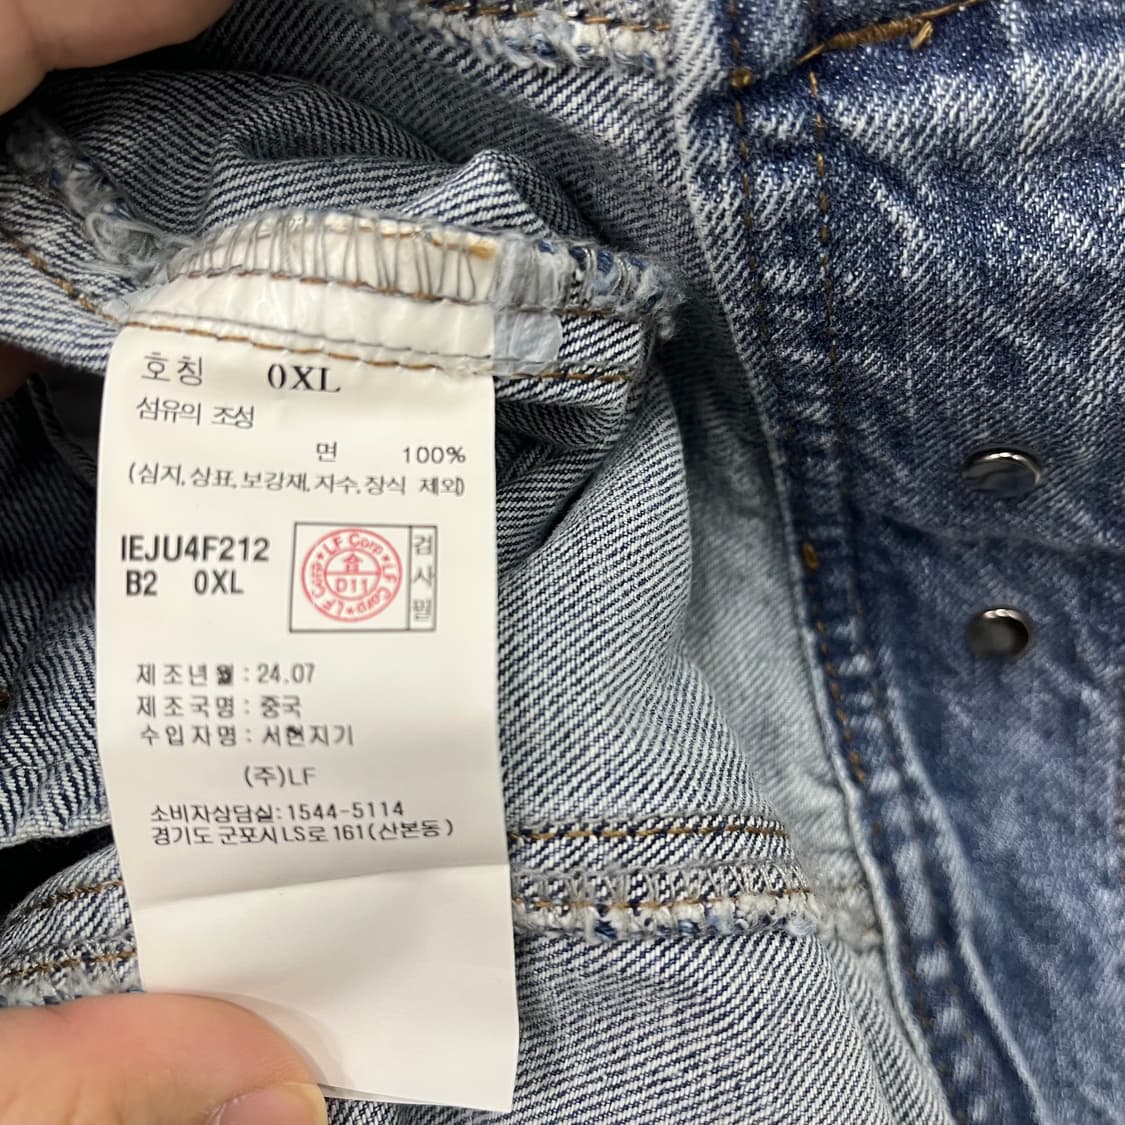 호칭 0XL
섬유의 조성
면 100%
(심지,상표,보강재,자수,장식 제외)
IEJU4F212
B2 0XL
LF Corp★LF Corp★LF Corp★
合
D11
검사필
제조년월 : 24.07
제조국명 : 중국
수입자명 : 서현지기
(주)LF
소비자상담실:1544-5114
경기도 군포시 LS로 161(산본동)